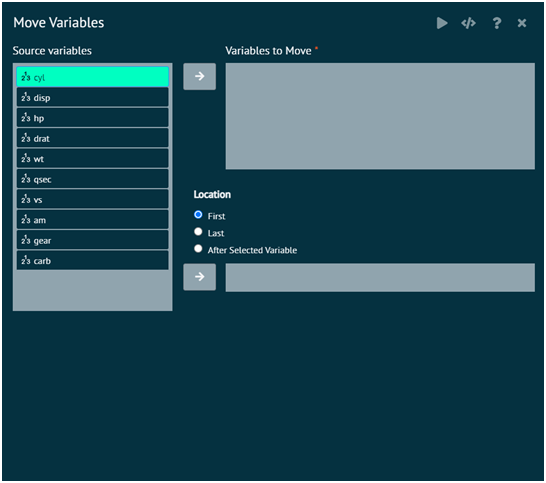 Move Variables
Source variables
cyl
disp
hp
drat
wt
qsec
vs
am
gear
carb
Variables to Move *
Location
First
Last
After Selected Variable